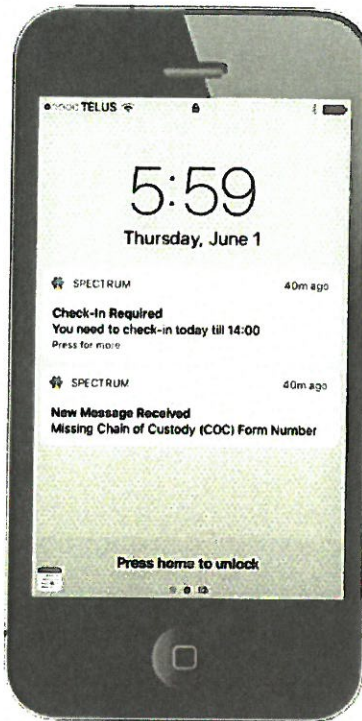 TELUS
5:59
Thursday, June 1
SPECTRUM 40m ago
Check-In Required
You need to check-in today till 14:00
Press for more
SPECTRUM 40m ago
New Message Received
Missing Chain of Custody (COC) Form Number
Press home to unlock